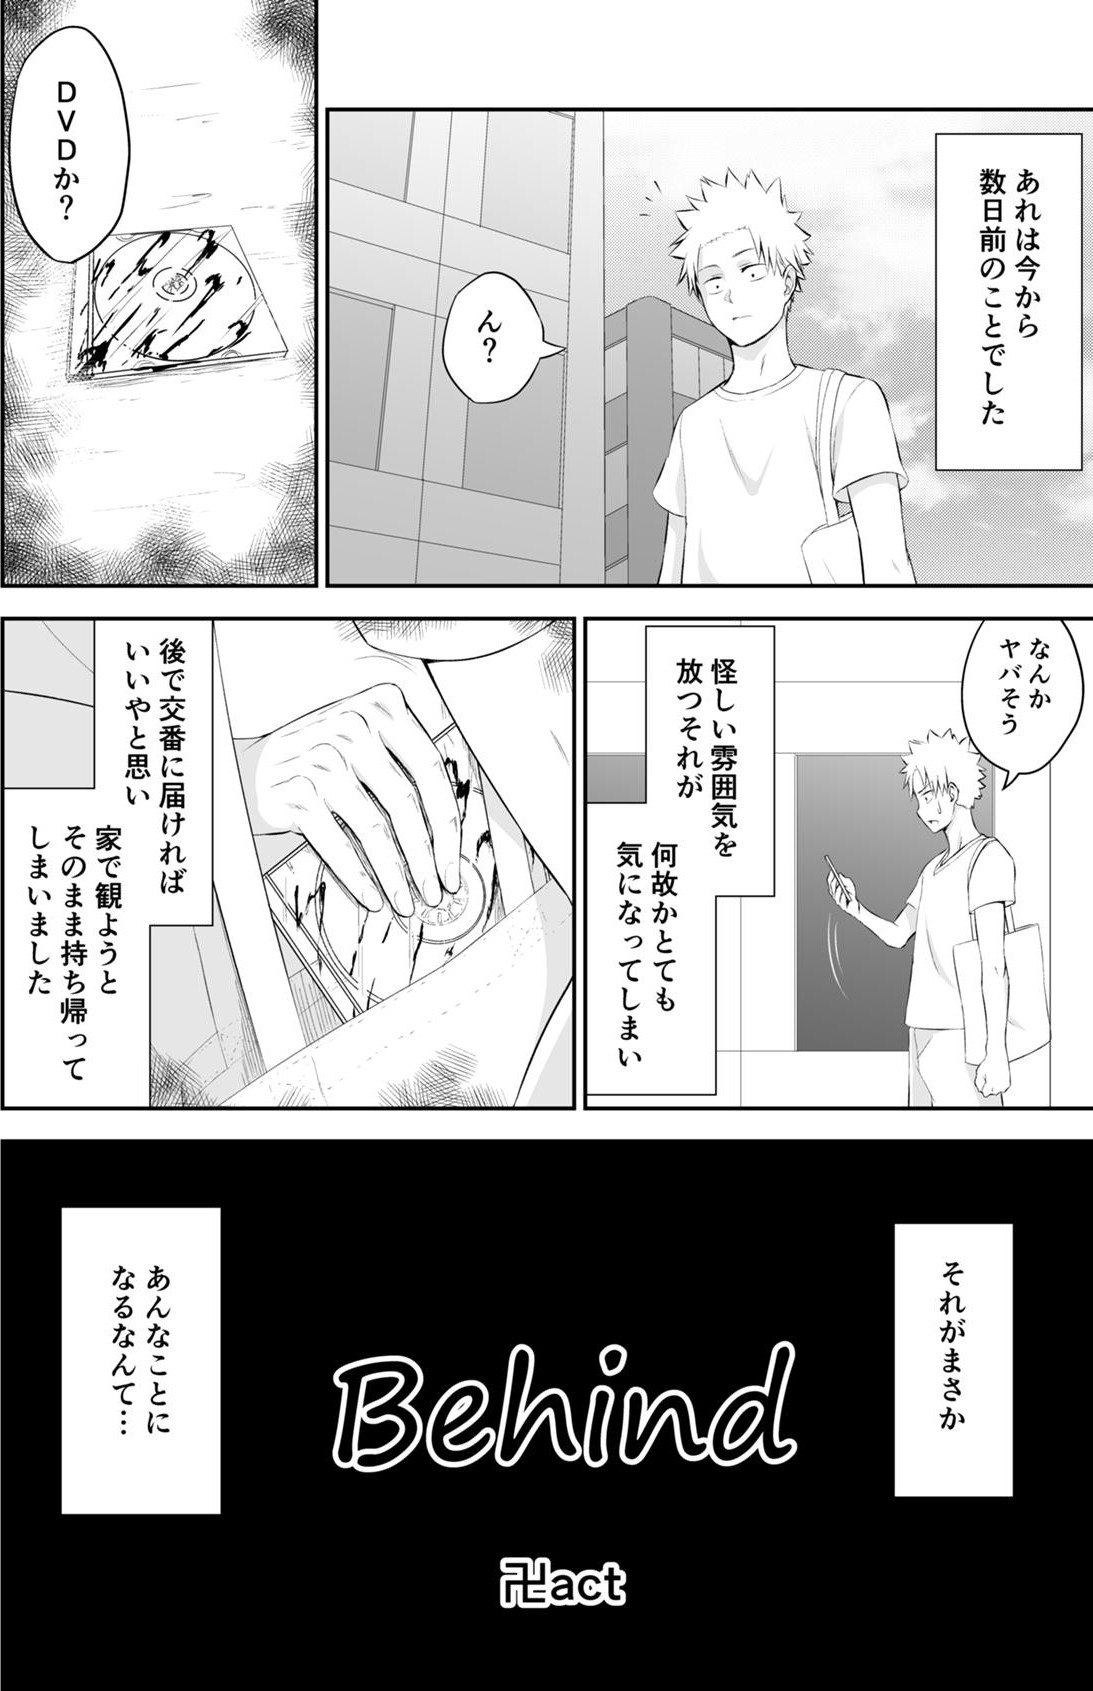 あれは今から
数日前のことでした
ん？
DVDか？
なんか
ヤバそう
怪しい雰囲気を
放つそれが
何故かとても
気になってしまい
後で交番に届ければ
いいやと思い
家で観ようと
そのまま持ち帰って
しまいました
それがまさか
Behind
卍act
あんなことに
なるなんて…